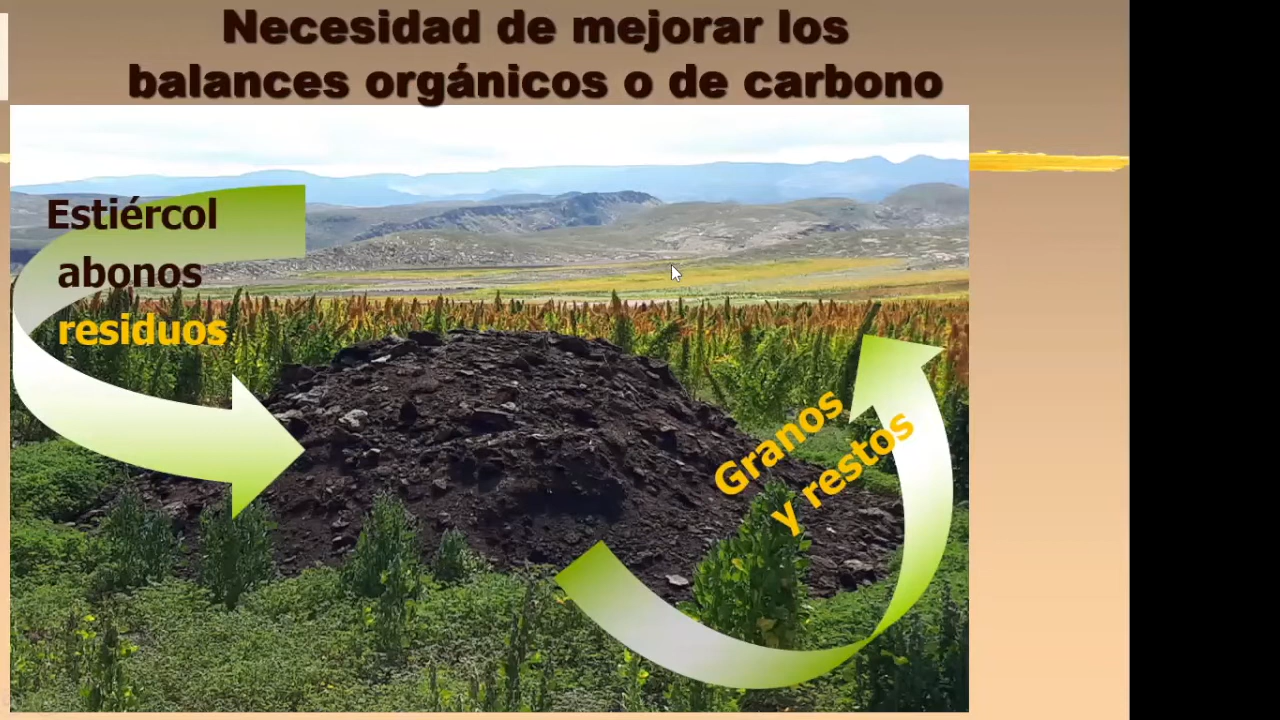 Necesidad de mejorar los
balances orgánicos o de carbono
Estiércol
abonos
residuos
Granos
y restos